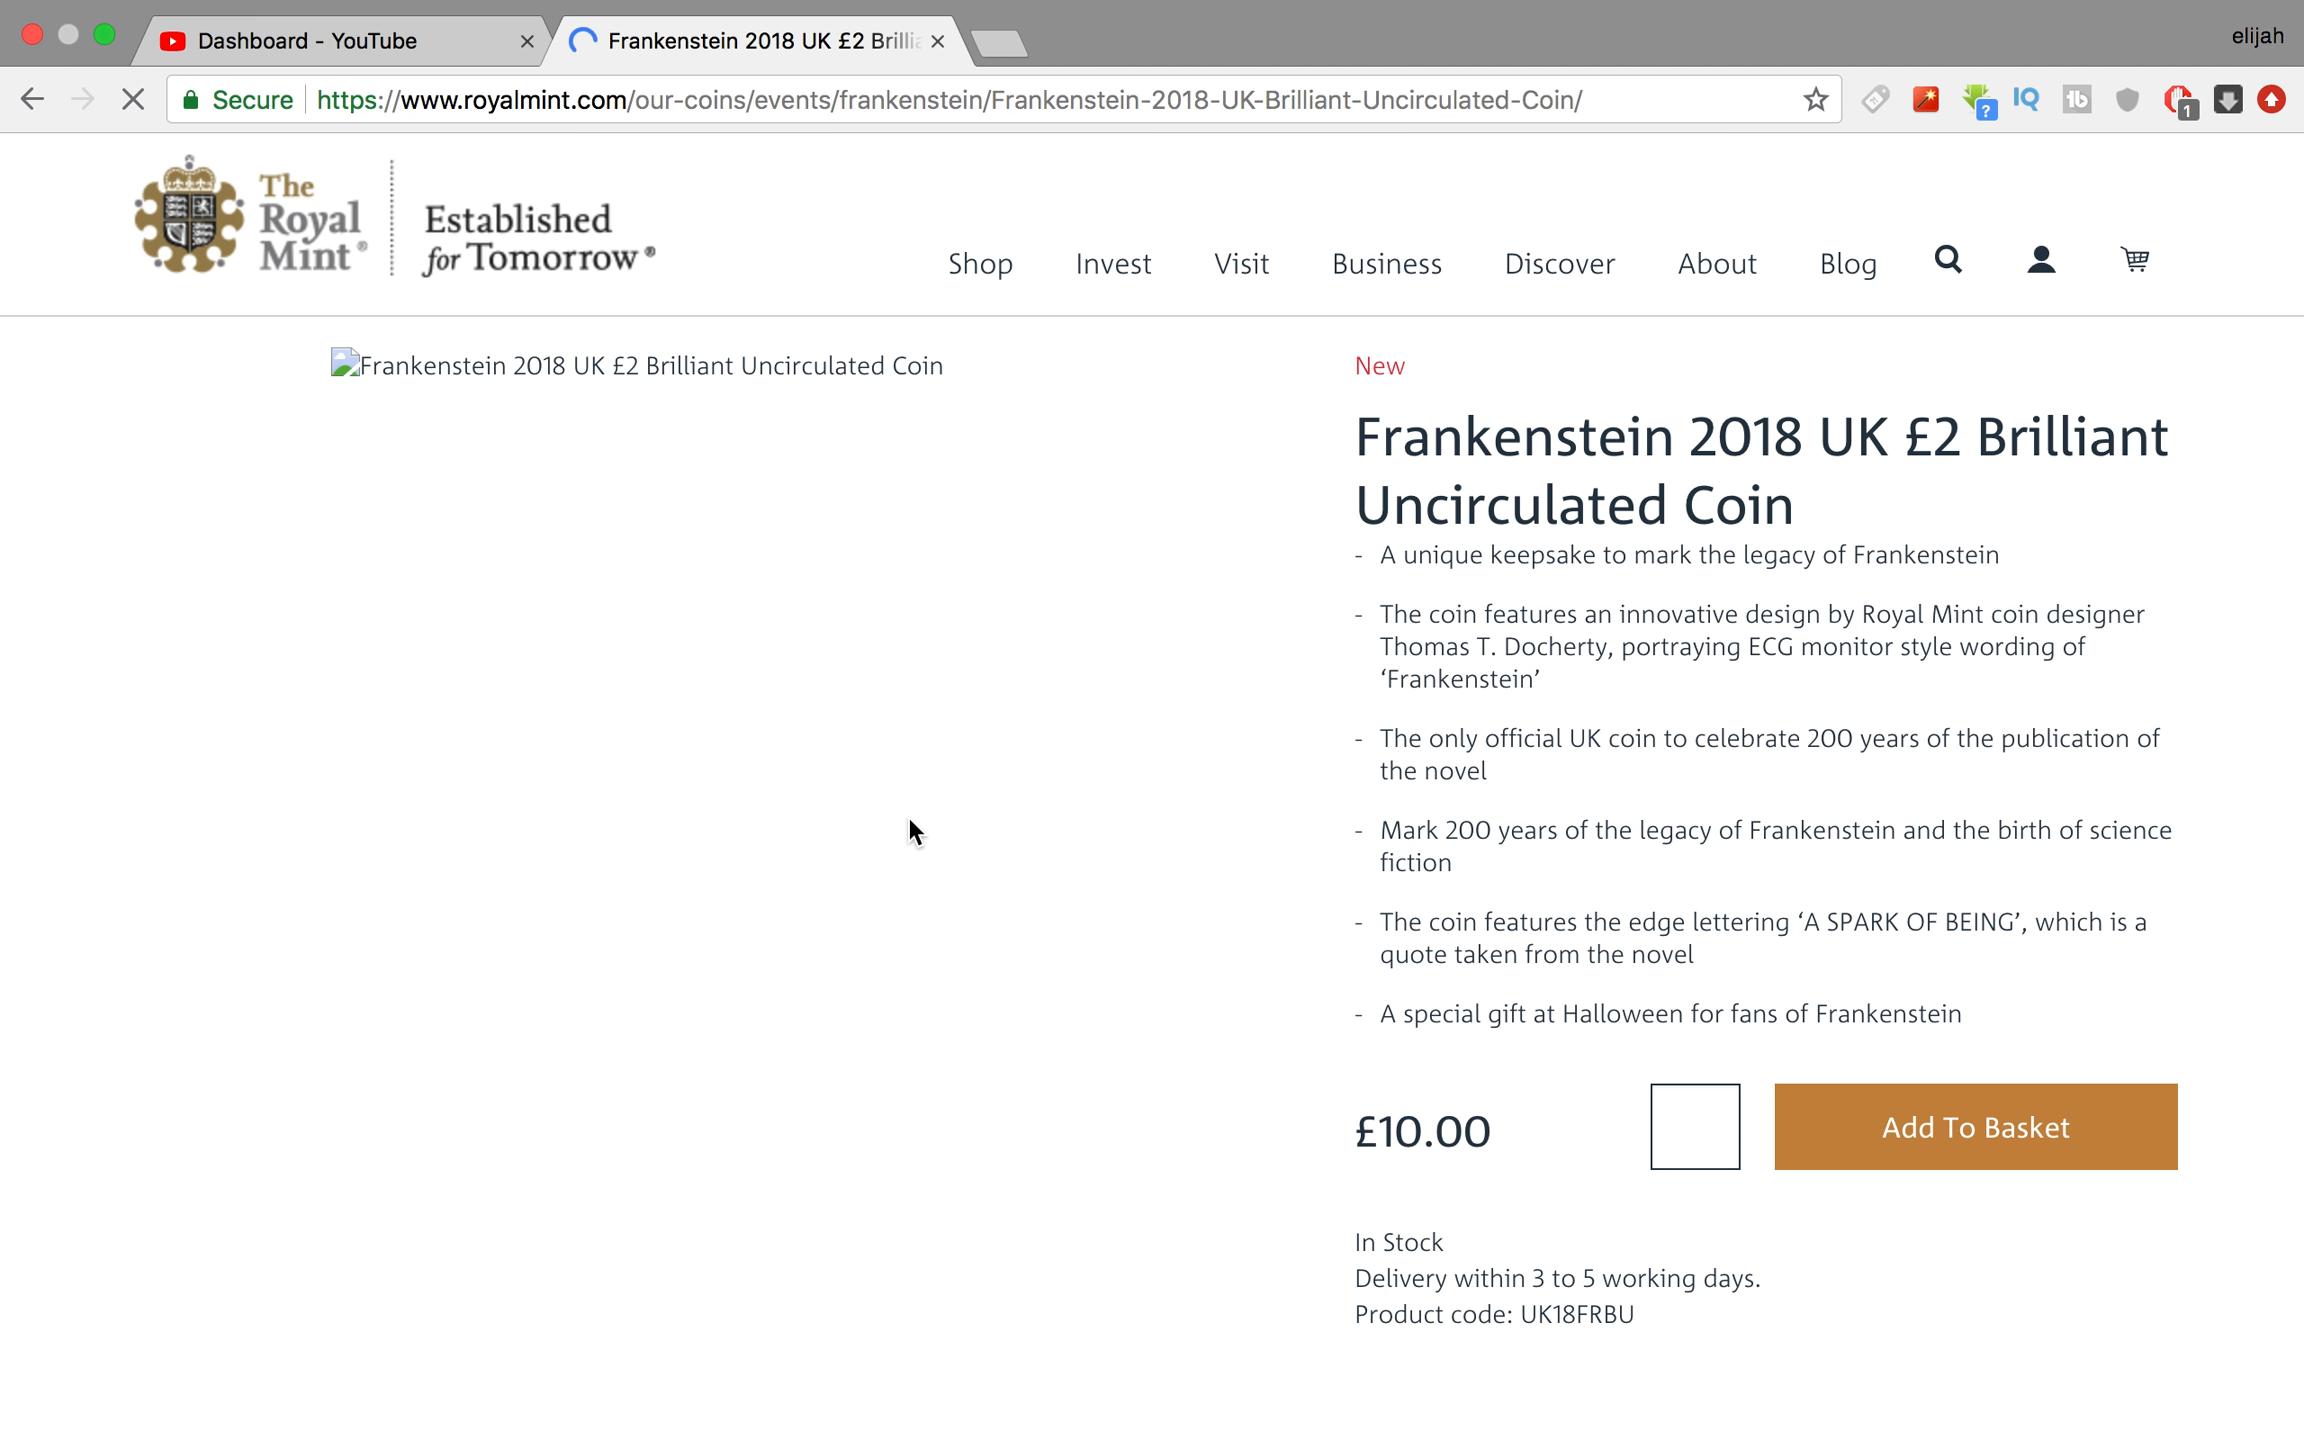 elijah
Dashboard - YouTube
Frankenstein 2018 UK £2 Brillia
Secure
https://www.royalmint.com/our-coins/events/frankenstein/Frankenstein-2018-UK-Brilliant-Uncirculated-Coin/
?
IQ
tb
1
The
Royal
Mint®
Established
for Tomorrow®
Shop
Invest
Visit
Business
Discover
About
Blog
Frankenstein 2018 UK £2 Brilliant Uncirculated Coin
New
Frankenstein 2018 UK £2 Brilliant
Uncirculated Coin
- A unique keepsake to mark the legacy of Frankenstein
- The coin features an innovative design by Royal Mint coin designer
Thomas T. Docherty, portraying ECG monitor style wording of
‘Frankenstein’
- The only official UK coin to celebrate 200 years of the publication of
the novel
- Mark 200 years of the legacy of Frankenstein and the birth of science
fiction
- The coin features the edge lettering ‘A SPARK OF BEING’, which is a
quote taken from the novel
- A special gift at Halloween for fans of Frankenstein
£10.00
Add To Basket
In Stock
Delivery within 3 to 5 working days.
Product code: UK18FRBU